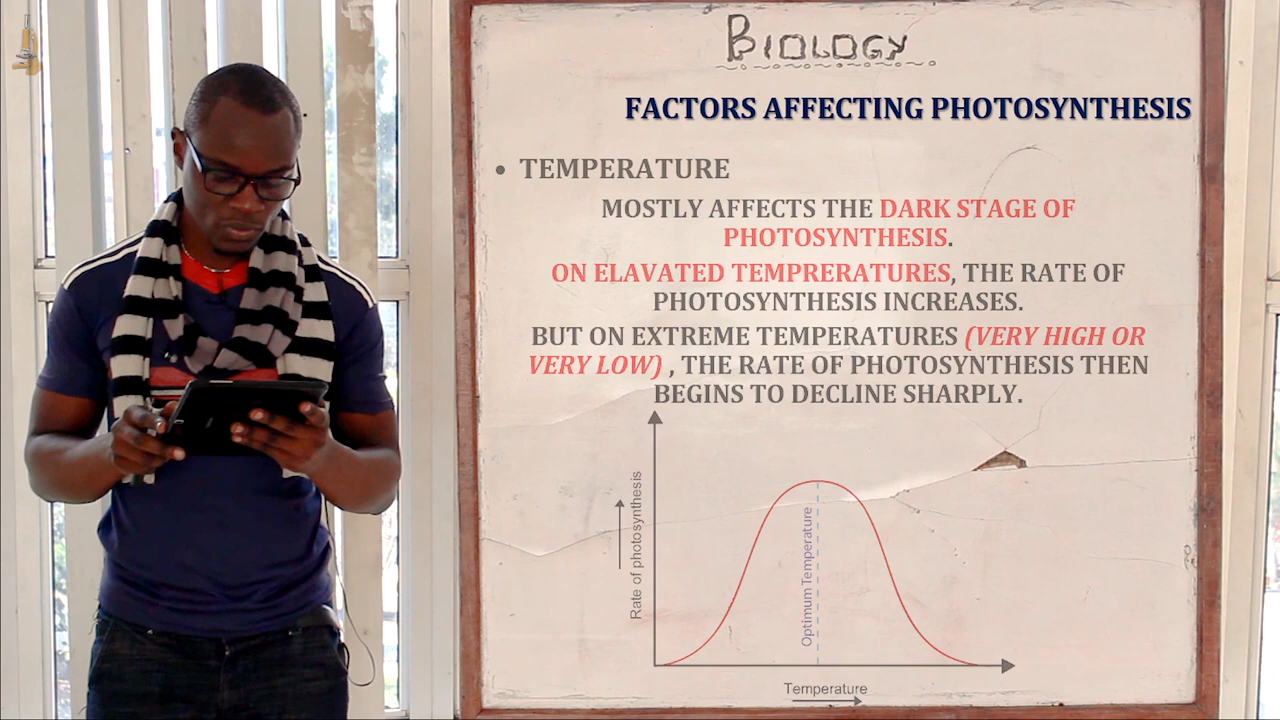 BIOLOGY
FACTORS AFFECTING PHOTOSYNTHESIS
• TEMPERATURE
MOSTLY AFFECTS THE DARK STAGE OF
PHOTOSYNTHESIS.
ON ELAVATED TEMPRERATURES, THE RATE OF
PHOTOSYNTHESIS INCREASES.
BUT ON EXTREME TEMPERATURES (VERY HIGH OR
VERY LOW) , THE RATE OF PHOTOSYNTHESIS THEN
BEGINS TO DECLINE SHARPLY.
Rate of photosynthesis
Optimum Temperature
Temperature